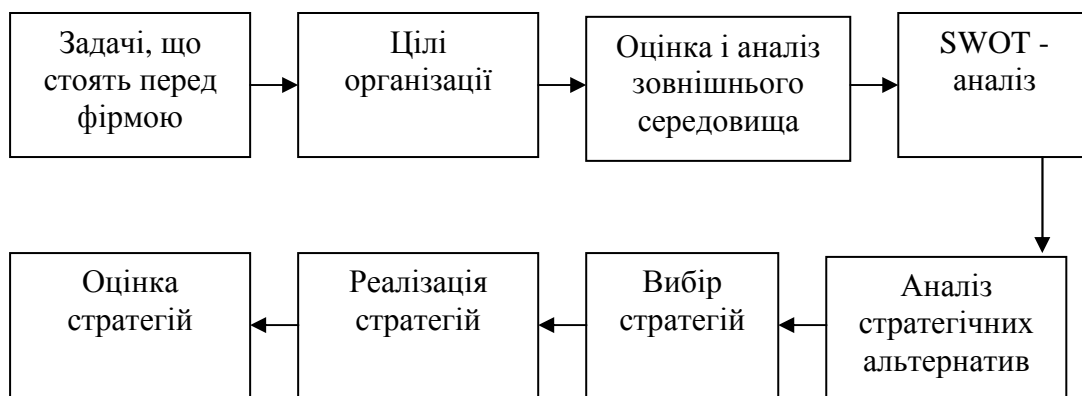 Задачі, що
стоять перед
фірмою
Цілі
організації
Оцінка і аналіз
зовнішнього
середовища
SWOT -
аналіз
Оцінка
стратегій
Реалізація
стратегій
Вибір
стратегій
Аналіз
стратегічних
альтернатив